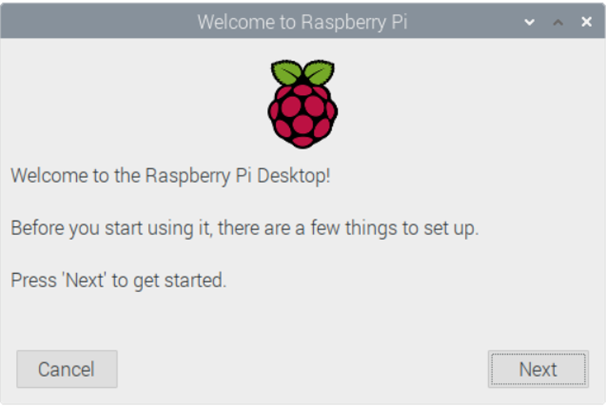 Welcome to Raspberry Pi
Welcome to the Raspberry Pi Desktop!
Before you start using it, there are a few things to set up.
Press 'Next' to get started.
Cancel
Next